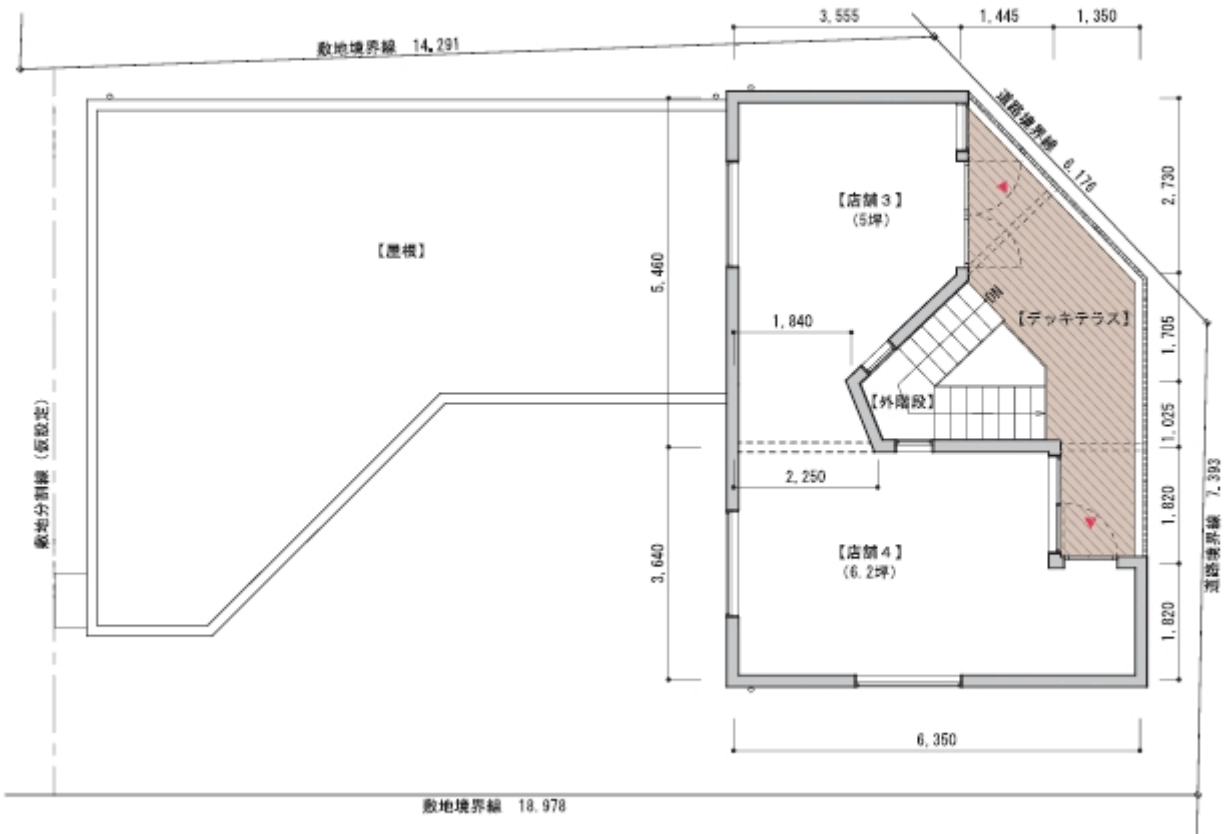 3,555
1,445
1,350
敷地境界線 14.291
道路境界線 6.176
2,730
【店舗3】
(5坪)
【屋根】
5,460
【デッキテラス】
1,840
1,705
【外階段】
1,025
敷地分割線(仮設定)
2,250
1,820
道路境界線 7.393
【店舗4】
(6.2坪)
3,640
1,820
6,350
敷地境界線 18.978